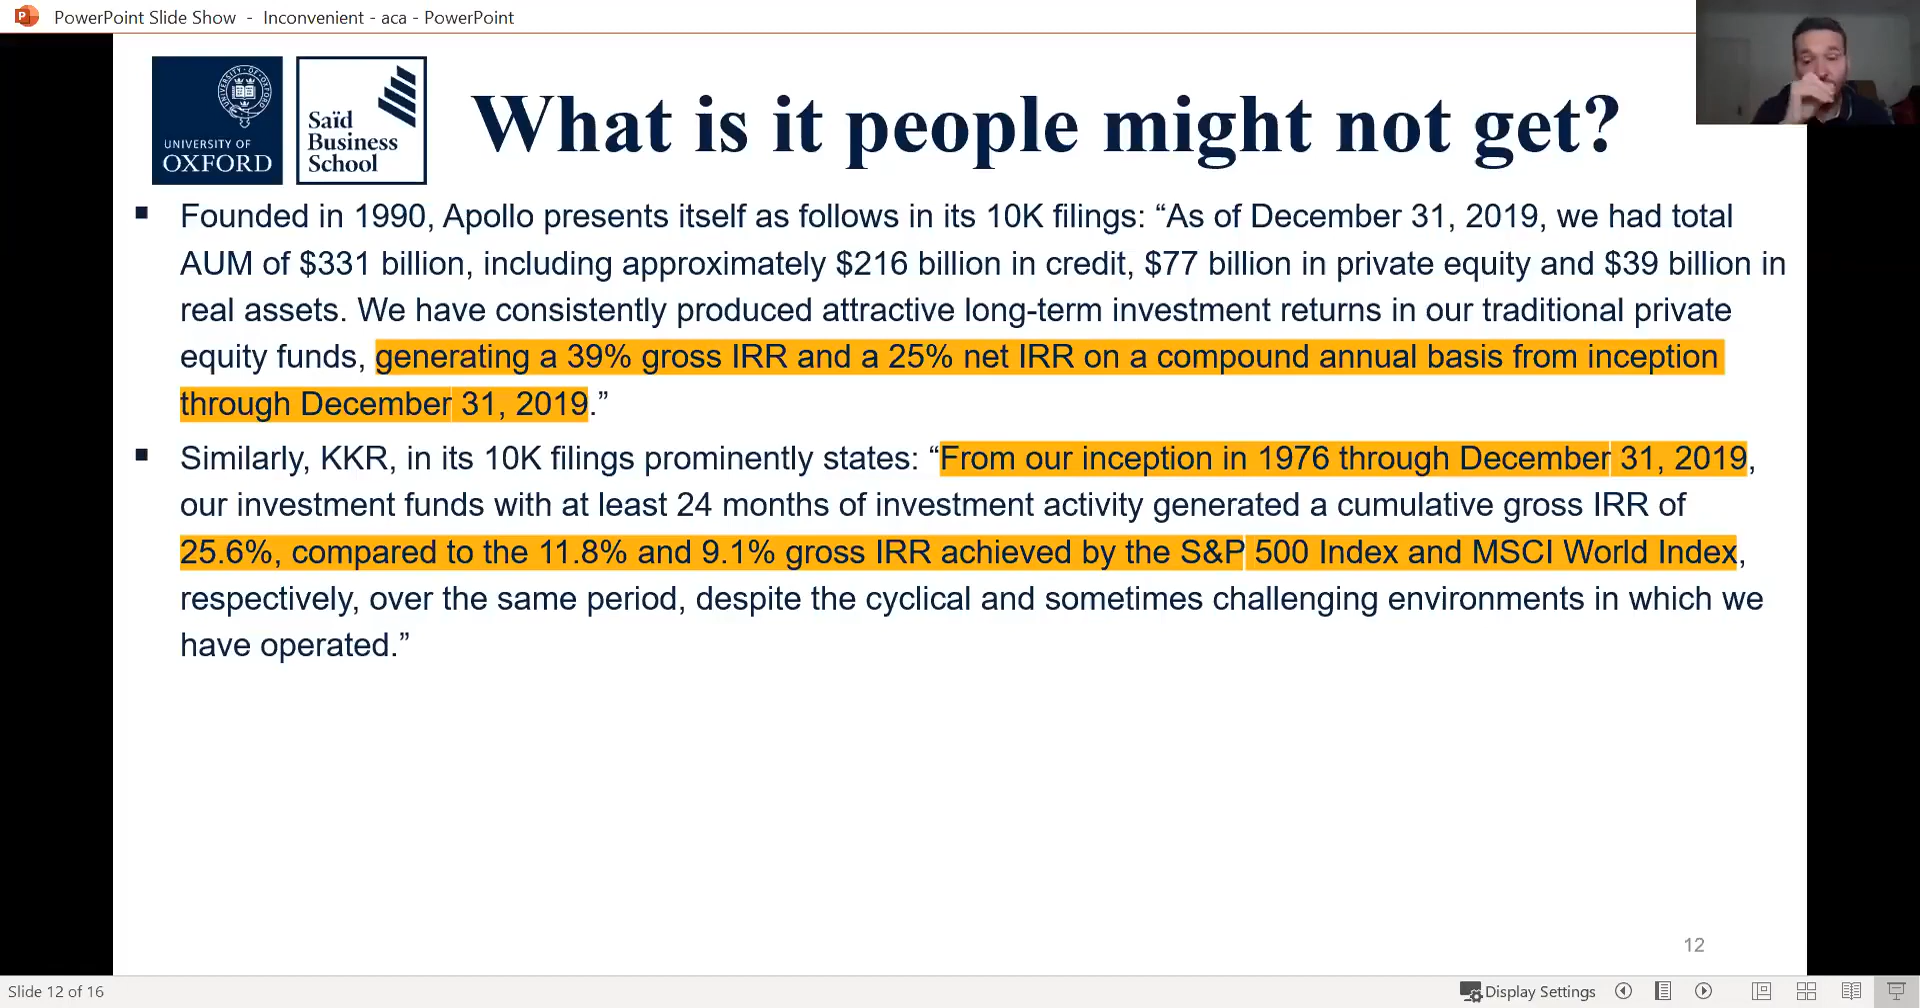 PowerPoint Slide Show - Inconvenient - aca - PowerPoint
UNIVERSITY OF
OXFORD
Saïd
Business
School
What is it people might not get?
▪ Founded in 1990, Apollo presents itself as follows in its 10K filings: “As of December 31, 2019, we had total
AUM of $331 billion, including approximately $216 billion in credit, $77 billion in private equity and $39 billion in
real assets. We have consistently produced attractive long-term investment returns in our traditional private
equity funds, generating a 39% gross IRR and a 25% net IRR on a compound annual basis from inception
through December 31, 2019.”
▪ Similarly, KKR, in its 10K filings prominently states: “From our inception in 1976 through December 31, 2019,
our investment funds with at least 24 months of investment activity generated a cumulative gross IRR of
25.6%, compared to the 11.8% and 9.1% gross IRR achieved by the S&P 500 Index and MSCI World Index,
respectively, over the same period, despite the cyclical and sometimes challenging environments in which we
have operated.”
12
Slide 12 of 16
Display Settings